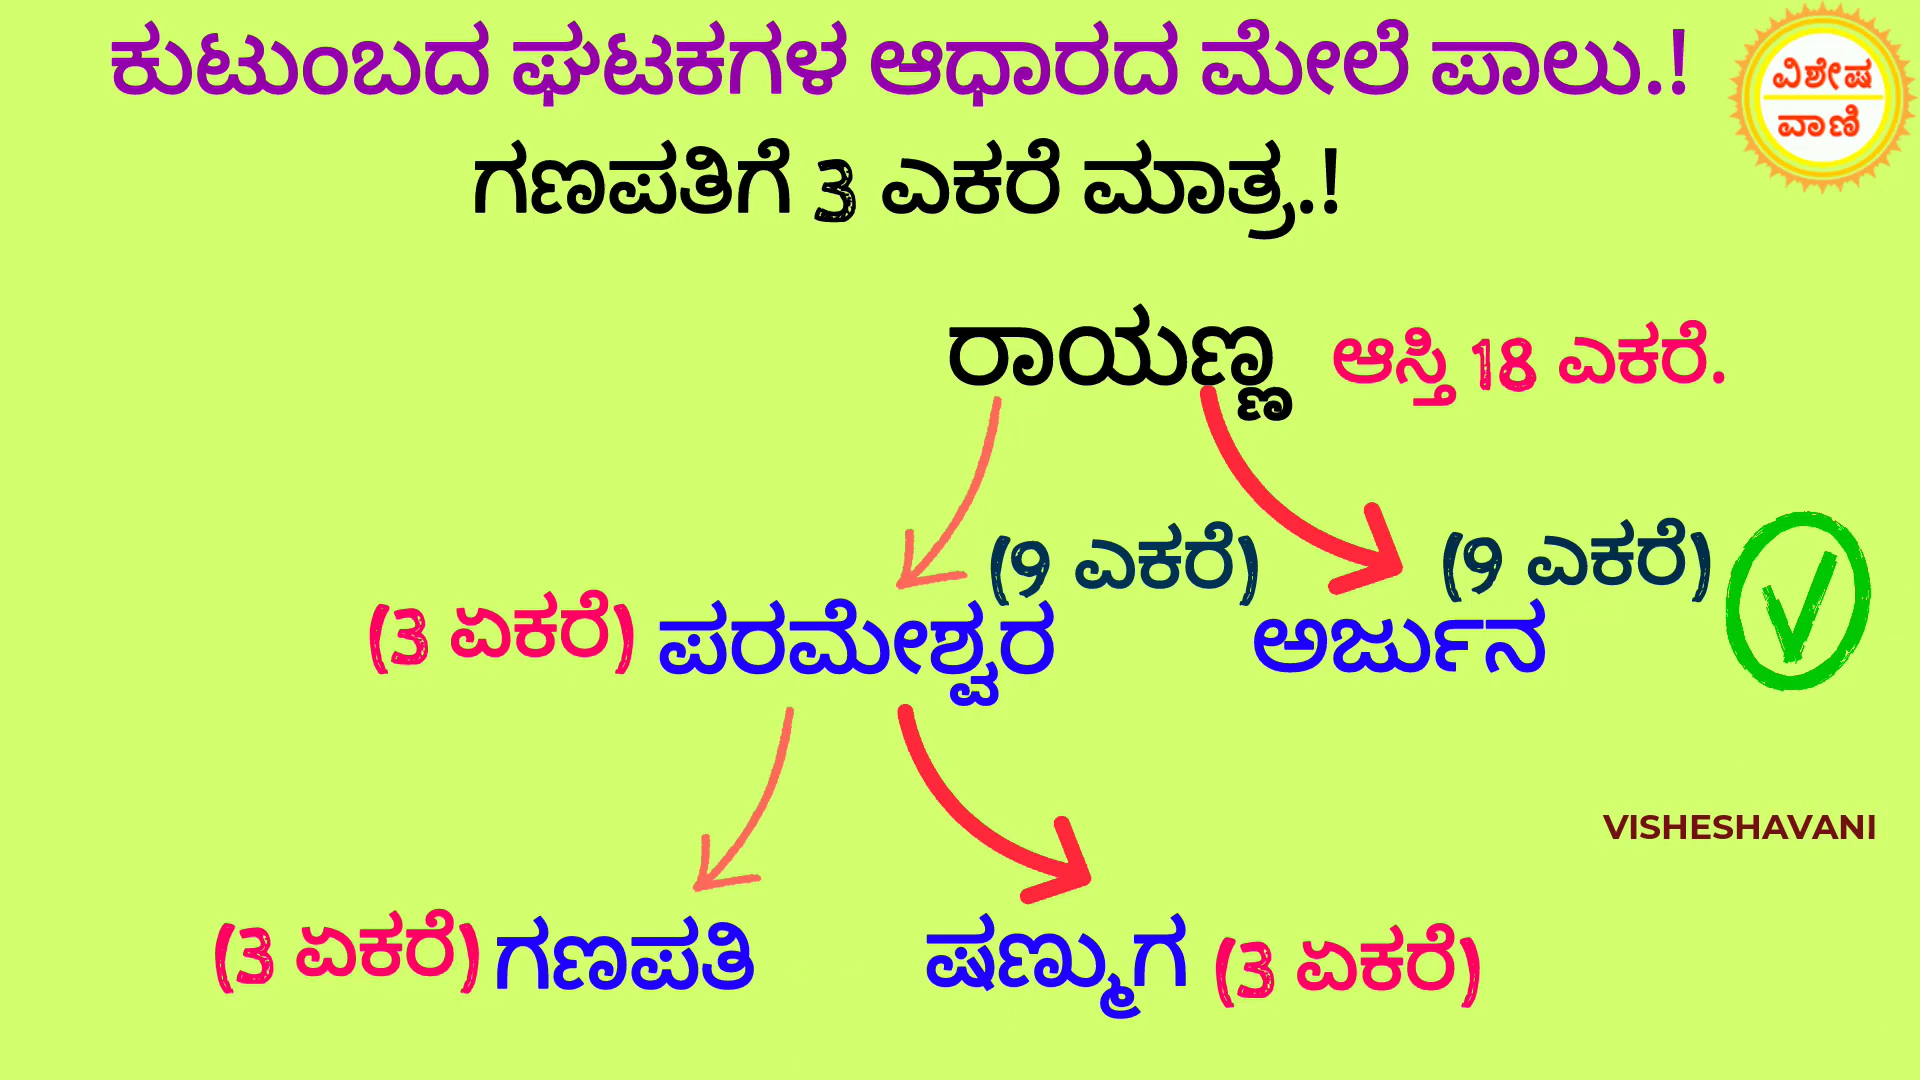 ಕುಟುಂಬದ ಘಟಕಗಳ ಆಧಾರದ ಮೇಲೆ ಪಾಲು.!
ವಿಶೇಷ
ವಾಣಿ
ಗಣಪತಿಗೆ 3 ಎಕರೆ ಮಾತ್ರ.!
ರಾಯಣ್ಣ ಆಸ್ತಿ 18 ಎಕರೆ.
(9 ಎಕರೆ) (9 ಎಕರೆ)
(3 ಏಕರೆ) ಪರಮೇಶ್ವರ ಅರ್ಜುನ
VISHESHAVANI
(3 ಏಕರೆ) ಗಣಪತಿ ಷಣ್ಮುಗ (3 ಏಕರೆ)